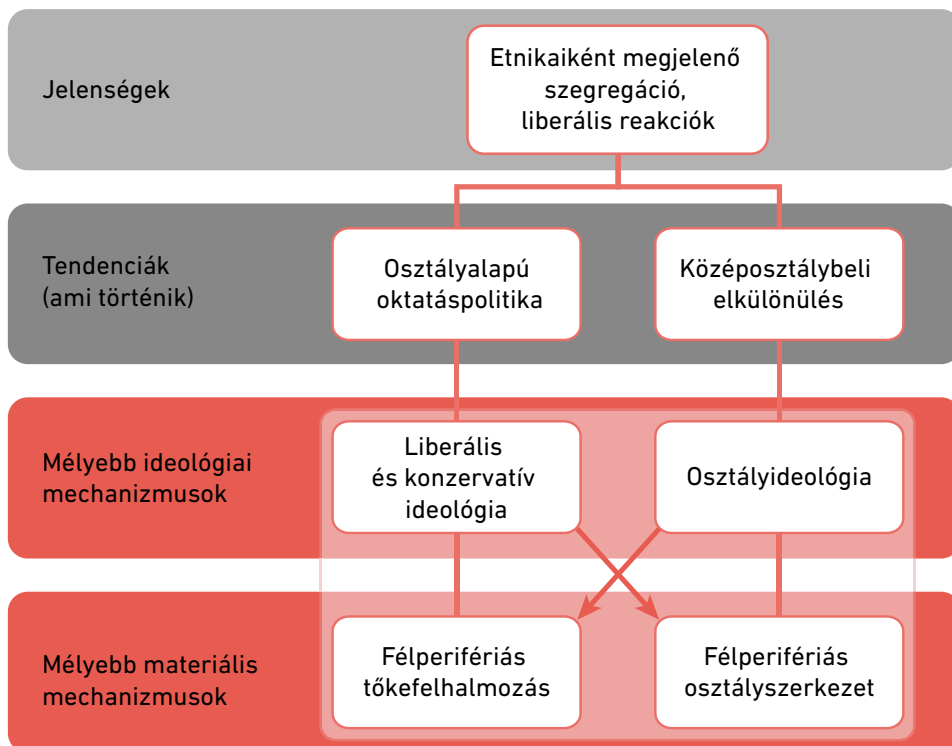 Jelenségek
Etnikaiként megjelenő
szegregáció,
liberális reakciók
Tendenciák
(ami történik)
Osztályalapú
oktatáspolitika
Középosztálybeli
elkülönülés
Mélyebb ideológiai
mechanizmusok
Liberális
és konzervatív
ideológia
Osztályideológia
Mélyebb materiális
mechanizmusok
Félperifériás
tőkefelhalmozás
Félperifériás
osztályszerkezet